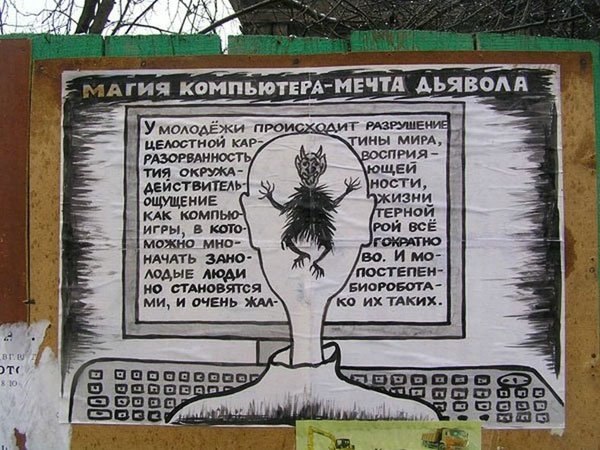 МАГИЯ КОМПЬЮТЕРА-МЕЧТА ДЬЯВОЛА
У МОЛОДЁЖИ ПРОИСХОДИТ РАЗРУШЕНИЕ
ЦЕЛОСТНОЙ КАР- ТИНЫ МИРА,
РАЗОРВАННОСТЬ ВОСПРИЯ-
ТИЯ ОКРУЖА- ЮЩЕЙ
ДЕЙСТВИТЕЛЬ- НОСТИ,
ОЩУЩЕНИЕ ЖИЗНИ
КАК КОМПЬЮ- ТЕРНОЙ
ИГРЫ, В КОТО- РОЙ ВСЁ
МОЖНО МНО- ГОКРАТНО
НАЧАТЬ ЗАНО- ВО. И МО-
ЛОДЫЕ ЛЮДИ ПОСТЕПЕН-
НО СТАНОВЯТСЯ БИОРОБОТА-
МИ, И ОЧЕНЬ ЖАЛ- КО ИХ ТАКИХ.